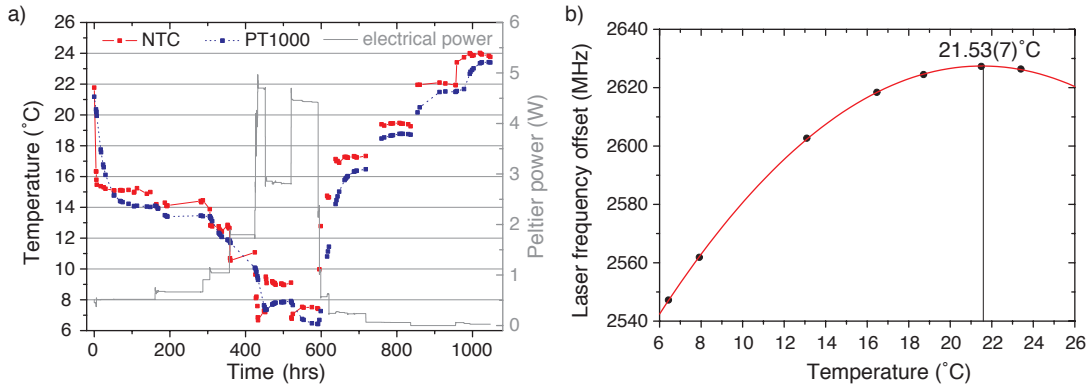 a)
NTC PT1000 electrical power
26
24
22
20
18
16
14
12
10
8
6
Temperature (˚C)
0 200 400 600 800 1000
Time (hrs)
6
5
4
3
2
1
0
Peltier power (W)
b)
21.53(7)˚C
2640
2620
2600
2580
2560
2540
Laser frequency offset (MHz)
6 8 10 12 14 16 18 20 22 24 26
Temperature (˚C)